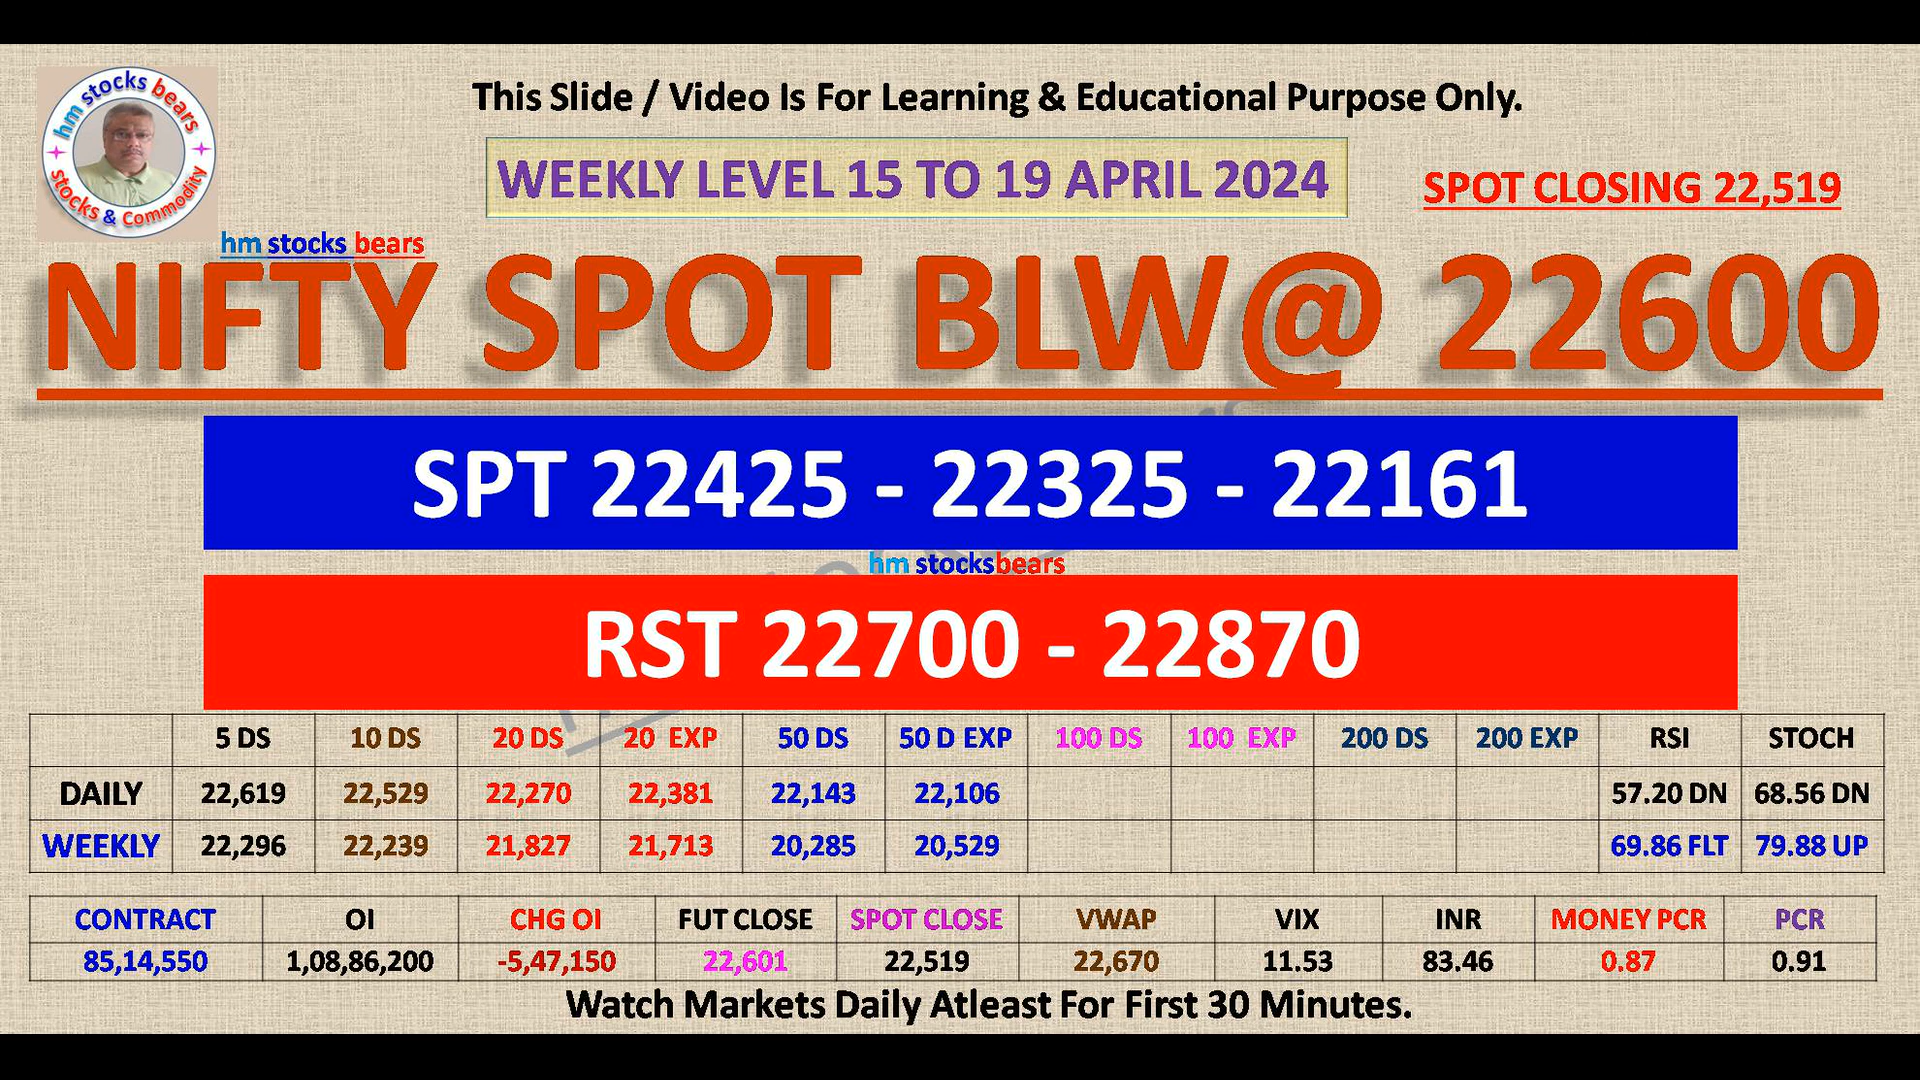 hm stocks bears
stocks & Commodity
This Slide / Video Is For Learning & Educational Purpose Only.
WEEKLY LEVEL 15 TO 19 APRIL 2024
SPOT CLOSING 22,519
hm stocks bears
NIFTY SPOT BLW@ 22600
SPT 22425 - 22325 - 22161
hm stocksbears
RST 22700 - 22870
5 DS 10 DS 20 DS 20 EXP 50 DS 50 D EXP 100 DS 100 EXP 200 DS 200 EXP RSI STOCH
DAILY 22,619 22,529 22,270 22,381 22,143 22,106 57.20 DN 68.56 DN
WEEKLY 22,296 22,239 21,827 21,713 20,285 20,529 69.86 FLT 79.88 UP
CONTRACT OI CHG OI FUT CLOSE SPOT CLOSE VWAP VIX INR MONEY PCR PCR
85,14,550 1,08,86,200 -5,47,150 22,601 22,519 22,670 11.53 83.46 0.87 0.91
Watch Markets Daily Atleast For First 30 Minutes.